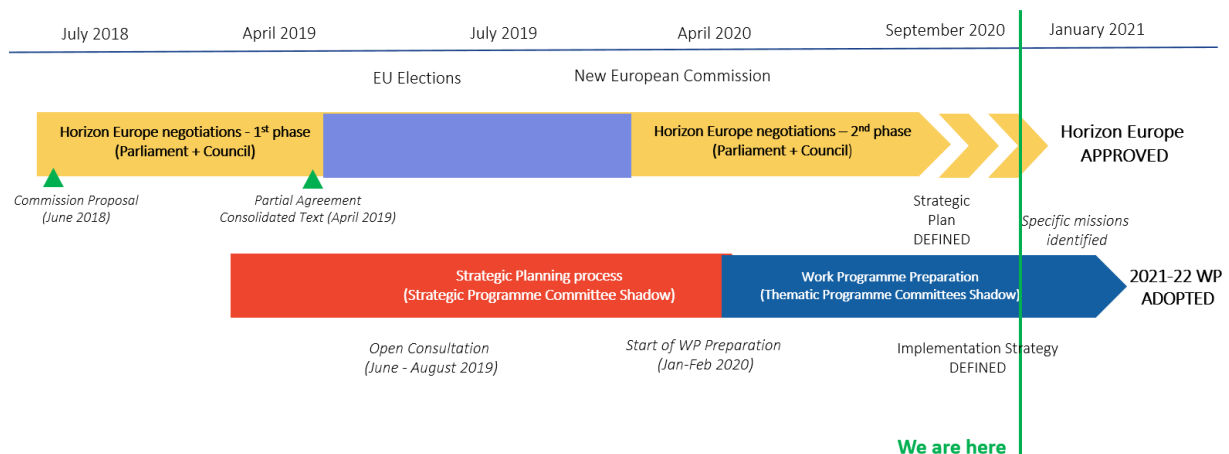 July 2018 April 2019 July 2019 April 2020 September 2020 January 2021
EU Elections New European Commission
Horizon Europe negotiations - 1st phase
(Parliament + Council)
Horizon Europe negotiations – 2nd phase
(Parliament + Council)
Horizon Europe
APPROVED
Commission Proposal
(June 2018)
Partial Agreement
Consolidated Text (April 2019)
Strategic
Plan
DEFINED
Specific missions
identified
Strategic Planning process
(Strategic Programme Committee Shadow)
Work Programme Preparation
(Thematic Programme Committees Shadow)
2021-22 WP
ADOPTED
Open Consultation
(June - August 2019)
Start of WP Preparation
(Jan-Feb 2020)
Implementation Strategy
DEFINED
We are here